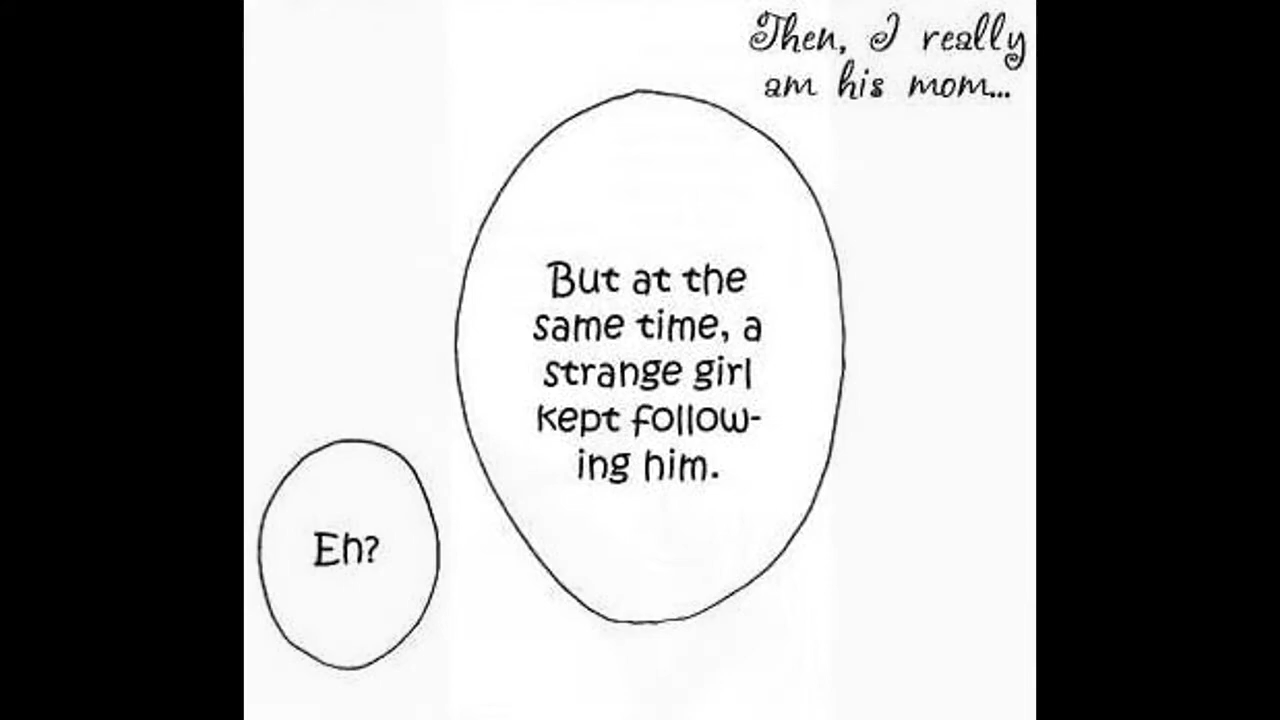 Then, I really
am his mom...
But at the
same time, a
strange girl
kept follow-
ing him.
Eh?